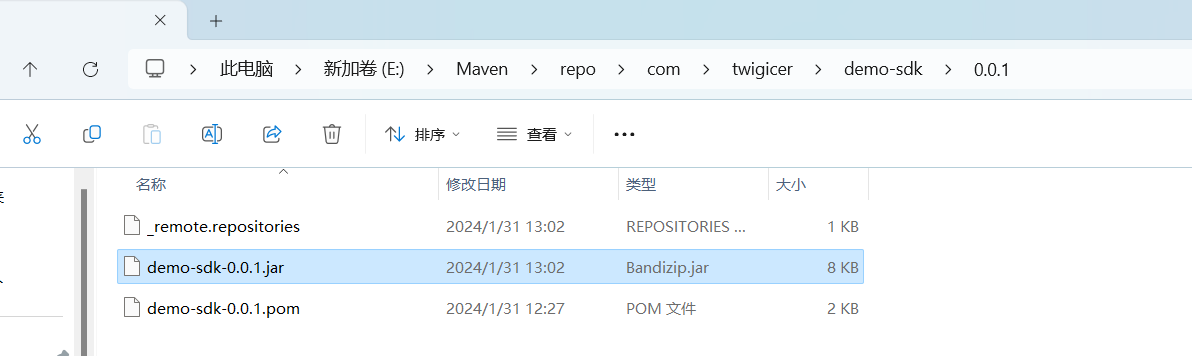 此电脑 > 新加卷 (E:) > Maven > repo > com > twigicer > demo-sdk > 0.0.1
排序 查看
名称 修改日期 类型 大小
_remote.repositories 2024/1/31 13:02 REPOSITORIES ... 1 KB
demo-sdk-0.0.1.jar 2024/1/31 13:02 Bandizip.jar 8 KB
demo-sdk-0.0.1.pom 2024/1/31 12:27 POM 文件 2 KB